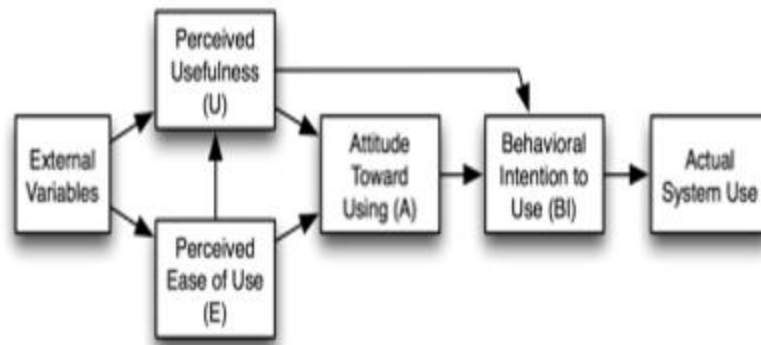 Perceived
Usefulness
(U)
External
Variables
Perceived
Ease of Use
(E)
Attitude
Toward
Using (A)
Behavioral
Intention to
Use (BI)
Actual
System Use